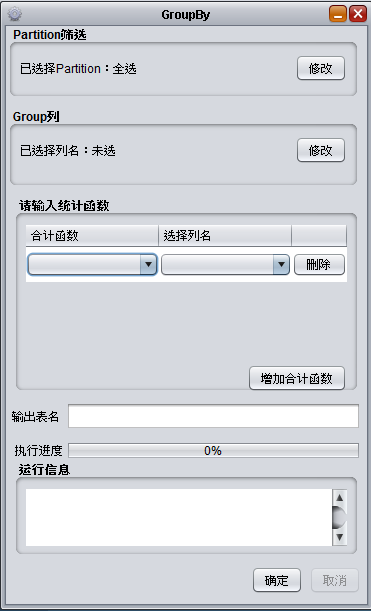 GroupBy
Partition筛选
已选择Partition：全选
修改
Group列
已选择列名：未选
修改
请输入统计函数
合计函数 选择列名
删除
增加合计函数
输出表名
执行进度 0%
运行信息
确定 取消